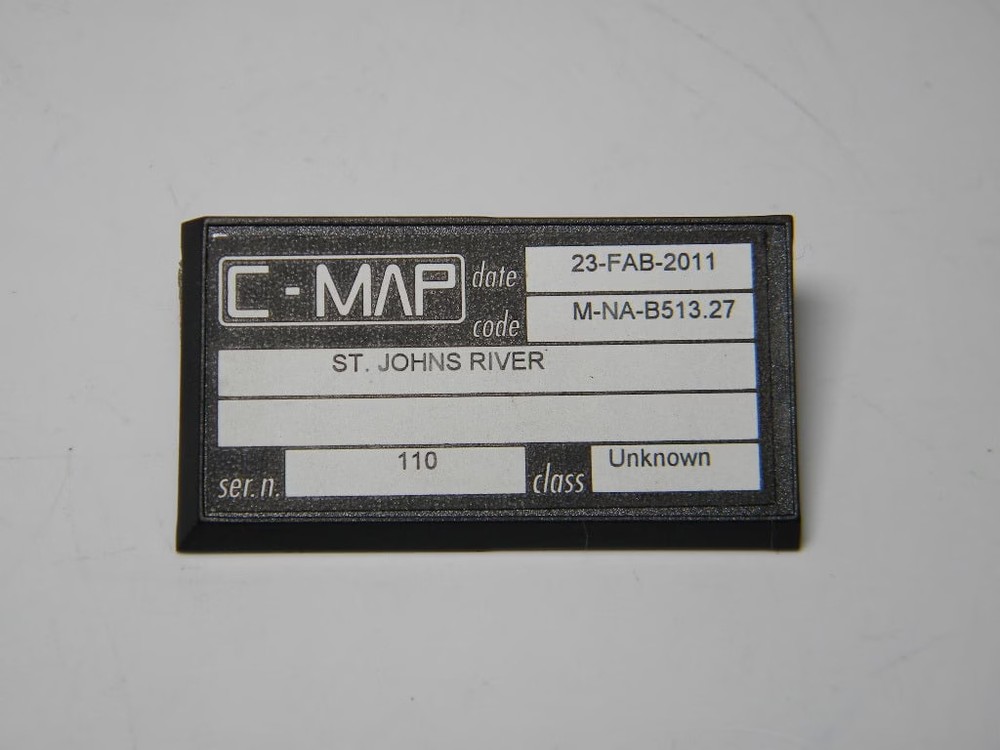 C-MAP date 23-FAB-2011
code M-NA-B513.27
ST. JOHNS RIVER
ser.n. 110 class Unknown